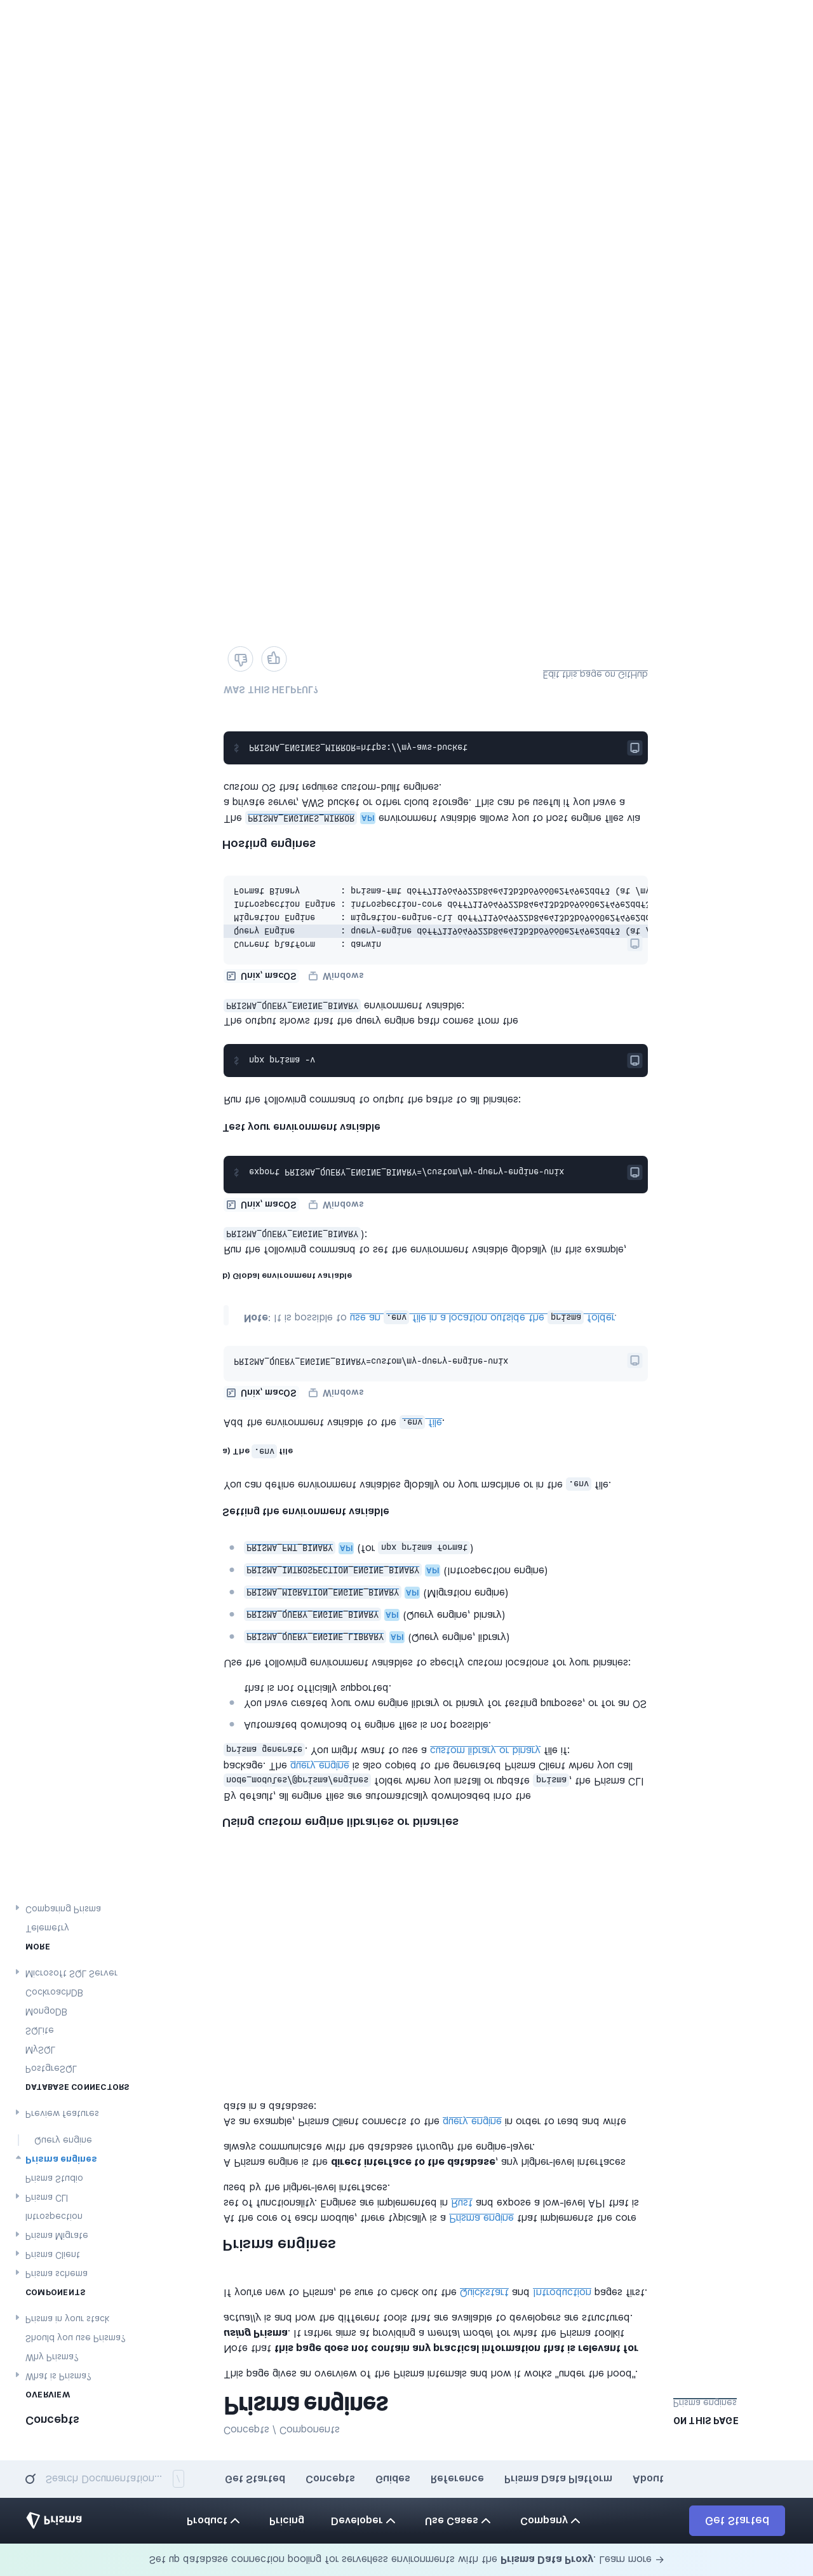 Set up database connection pooling for serverless environments with the Prisma Data Proxy. Learn more →
Prisma
Product
Pricing
Developer
Use Cases
Company
Get Started
Search Documentation... /
Get Started
Concepts
Guides
Reference
Prisma Data Platform
About
Concepts
OVERVIEW
What is Prisma?
Why Prisma?
Should you use Prisma?
Prisma in your stack
COMPONENTS
Prisma schema
Prisma Client
Prisma Migrate
Introspection
Prisma CLI
Prisma Studio
Prisma engines
Query engine
Preview features
DATABASE CONNECTORS
PostgreSQL
MySQL
SQLite
MongoDB
CockroachDB
Microsoft SQL Server
MORE
Telemetry
Comparing Prisma
Concepts / Components
Prisma engines
ON THIS PAGE
Prisma engines
This page gives an overview of the Prisma internals and how it works "under the hood".
Note that this page does not contain any practical information that is relevant for
using Prisma. It rather aims at providing a mental model for what the Prisma toolkit
actually is and how the different tools that are available to developers are structured.
If you're new to Prisma, be sure to check out the Quickstart and Introduction pages first.
Prisma engines
At the core of each module, there typically is a Prisma engine that implements the core
set of functionality. Engines are implemented in Rust and expose a low-level API that is
used by the higher-level interfaces.
A Prisma engine is the direct interface to the database, any higher-level interfaces
always communicate with the database through the engine-layer.
As an example, Prisma Client connects to the query engine in order to read and write
data in a database:
Using custom engine libraries or binaries
By default, all engine files are automatically downloaded into the
node_modules/@prisma/engines folder when you install or update prisma, the Prisma CLI
package. The query engine is also copied to the generated Prisma Client when you call
prisma generate. You might want to use a custom library or binary file if:
Automated download of engine files is not possible.
You have created your own engine library or binary for testing purposes, or for an OS
that is not officially supported.
Use the following environment variables to specify custom locations for your binaries:
PRISMA_QUERY_ENGINE_LIBRARY API (Query engine, library)
PRISMA_QUERY_ENGINE_BINARY API (Query engine, binary)
PRISMA_MIGRATION_ENGINE_BINARY API (Migration engine)
PRISMA_INTROSPECTION_ENGINE_BINARY API (Introspection engine)
PRISMA_FMT_BINARY API (for npx prisma format)
Setting the environment variable
You can define environment variables globally on your machine or in the .env file.
a) The .env file
Add the environment variable to the .env file.
Unix, macOS
Windows
PRISMA_QUERY_ENGINE_BINARY=custom/my-query-engine-unix
Note: It is possible to use an .env file in a location outside the prisma folder.
b) Global environment variable
Run the following command to set the environment variable globally (in this example,
PRISMA_QUERY_ENGINE_BINARY):
Unix, macOS
Windows
$ export PRISMA_QUERY_ENGINE_BINARY=/custom/my-query-engine-unix
Test your environment variable
Run the following command to output the paths to all binaries:
$ npx prisma -v
The output shows that the query engine path comes from the
PRISMA_QUERY_ENGINE_BINARY environment variable:
Unix, macOS
Windows
Current platform : darwin
Query Engine : query-engine d6ff7119649922b84e413b3b69660e2f49e2ddf3 (at /
Migration Engine : migration-engine-cli d6ff7119649922b84e413b3b69660e2f49e2dd
Introspection Engine : introspection-core d6ff7119649922b84e413b3b69660e2f49e2ddf3
Format Binary : prisma-fmt d6ff7119649922b84e413b3b69660e2f49e2ddf3 (at /my
Hosting engines
The PRISMA_ENGINES_MIRROR API environment variable allows you to host engine files via
a private server, AWS bucket or other cloud storage. This can be useful if you have a
custom OS that requires custom-built engines.
$ PRISMA_ENGINES_MIRROR=https://my-aws-bucket
WAS THIS HELPFUL?
Edit this page on GitHub